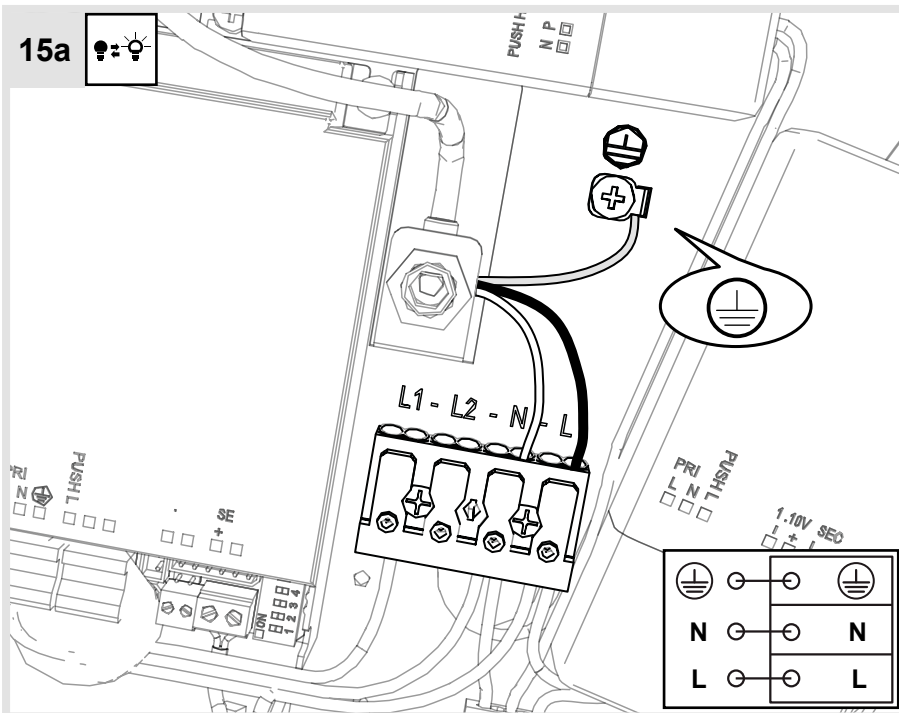 15a
PUSH
N P
L1 - L2 - N - L
PRI
N
PUSH L
SE
+
ON
1 2 3 4
PRI
L N
PUSH L
1.10V SEC
- +
N N
L L